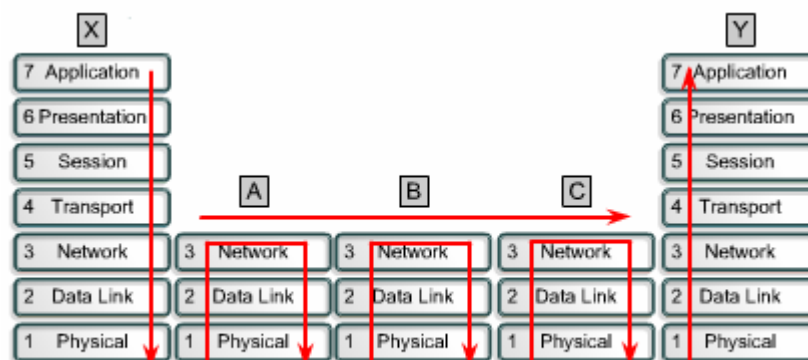 X Y
7 Application 7 Application
6 Presentation 6 Presentation
5 Session 5 Session
A B C
4 Transport 4 Transport
3 Network 3 Network 3 Network 3 Network 3 Network
2 Data Link 2 Data Link 2 Data Link 2 Data Link 2 Data Link
1 Physical 1 Physical 1 Physical 1 Physical 1 Physical